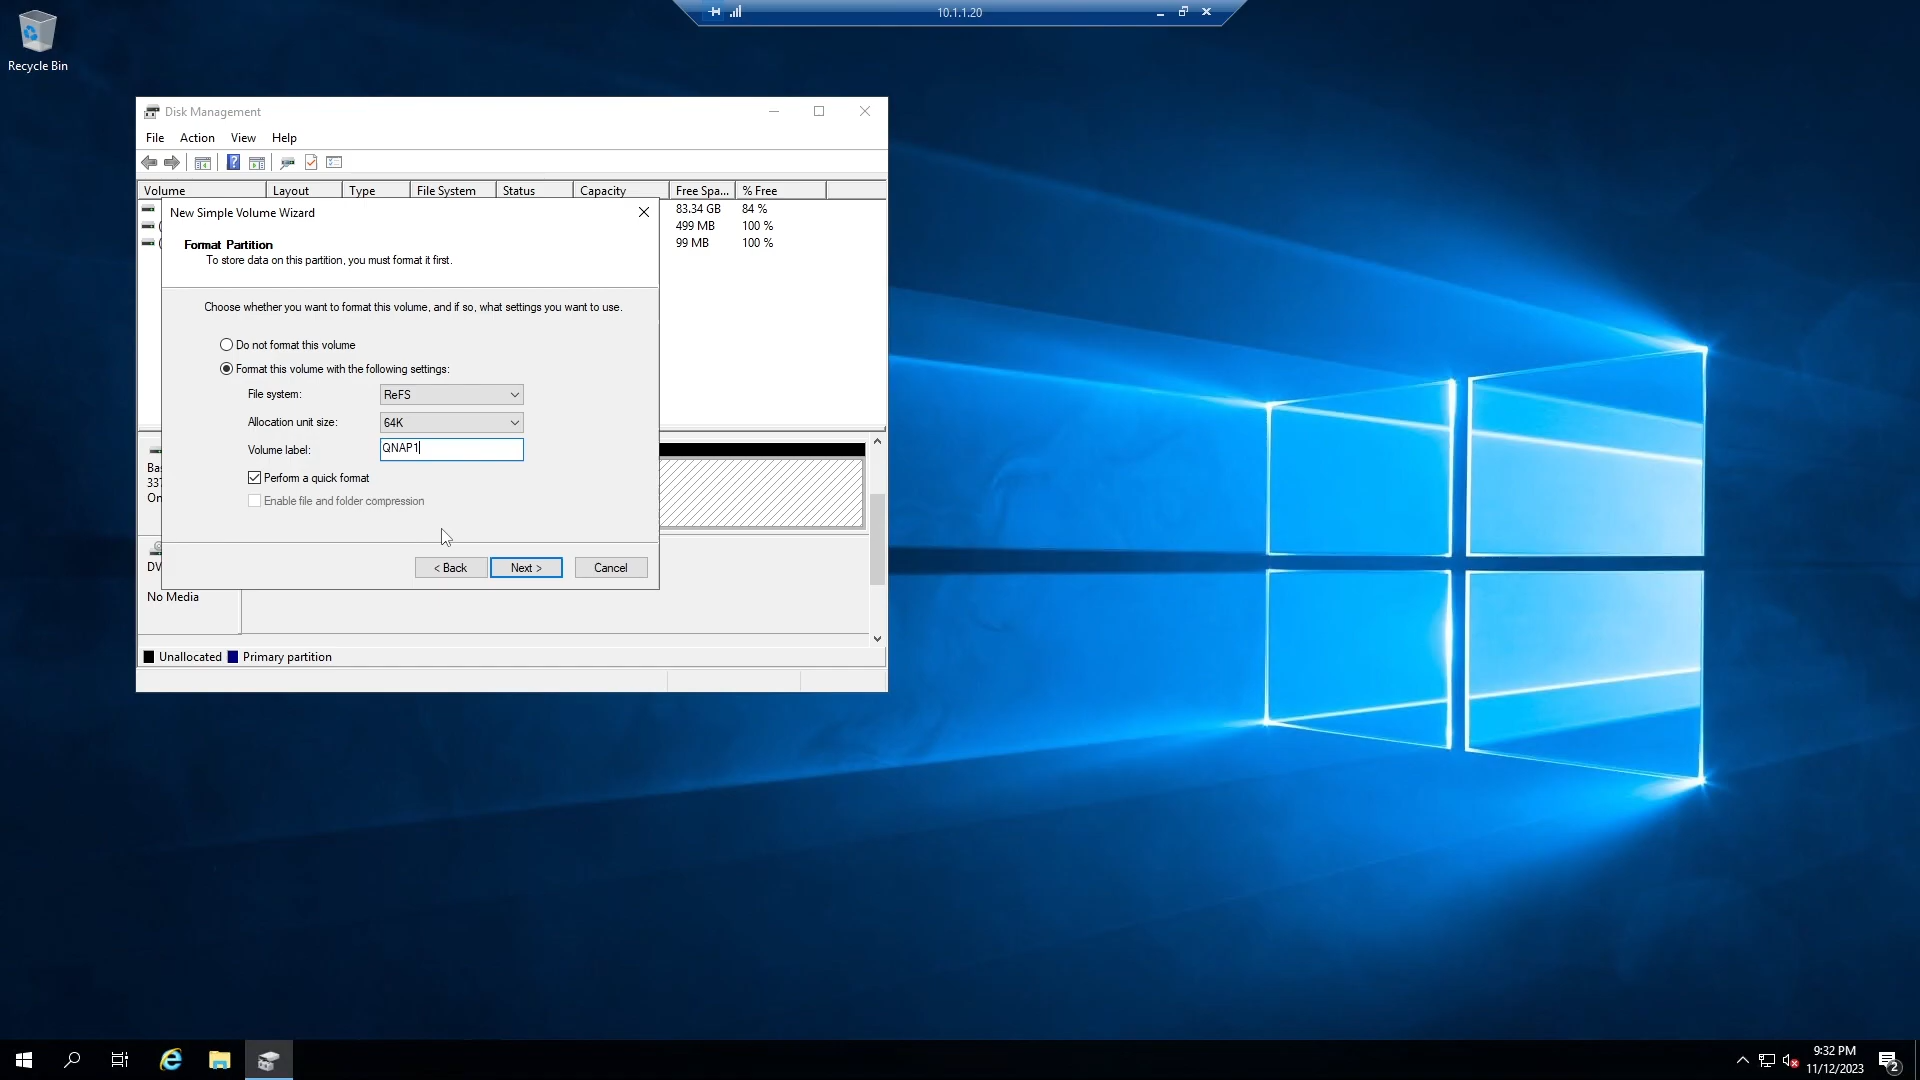 10.1.1.20
Recycle Bin
Disk Management
File Action View Help
Volume Layout Type File System Status Capacity Free Spa... % Free
83.34 GB 84 %
499 MB 100 %
99 MB 100 %
New Simple Volume Wizard
Format Partition
To store data on this partition, you must format it first.
Choose whether you want to format this volume, and if so, what settings you want to use.
Do not format this volume
Format this volume with the following settings:
File system: ReFS
Allocation unit size: 64K
Volume label: QNAP1
Perform a quick format
Enable file and folder compression
< Back Next > Cancel
Bas
337
On
DV
No Media
Unallocated Primary partition
9:32 PM
11/12/2023
2